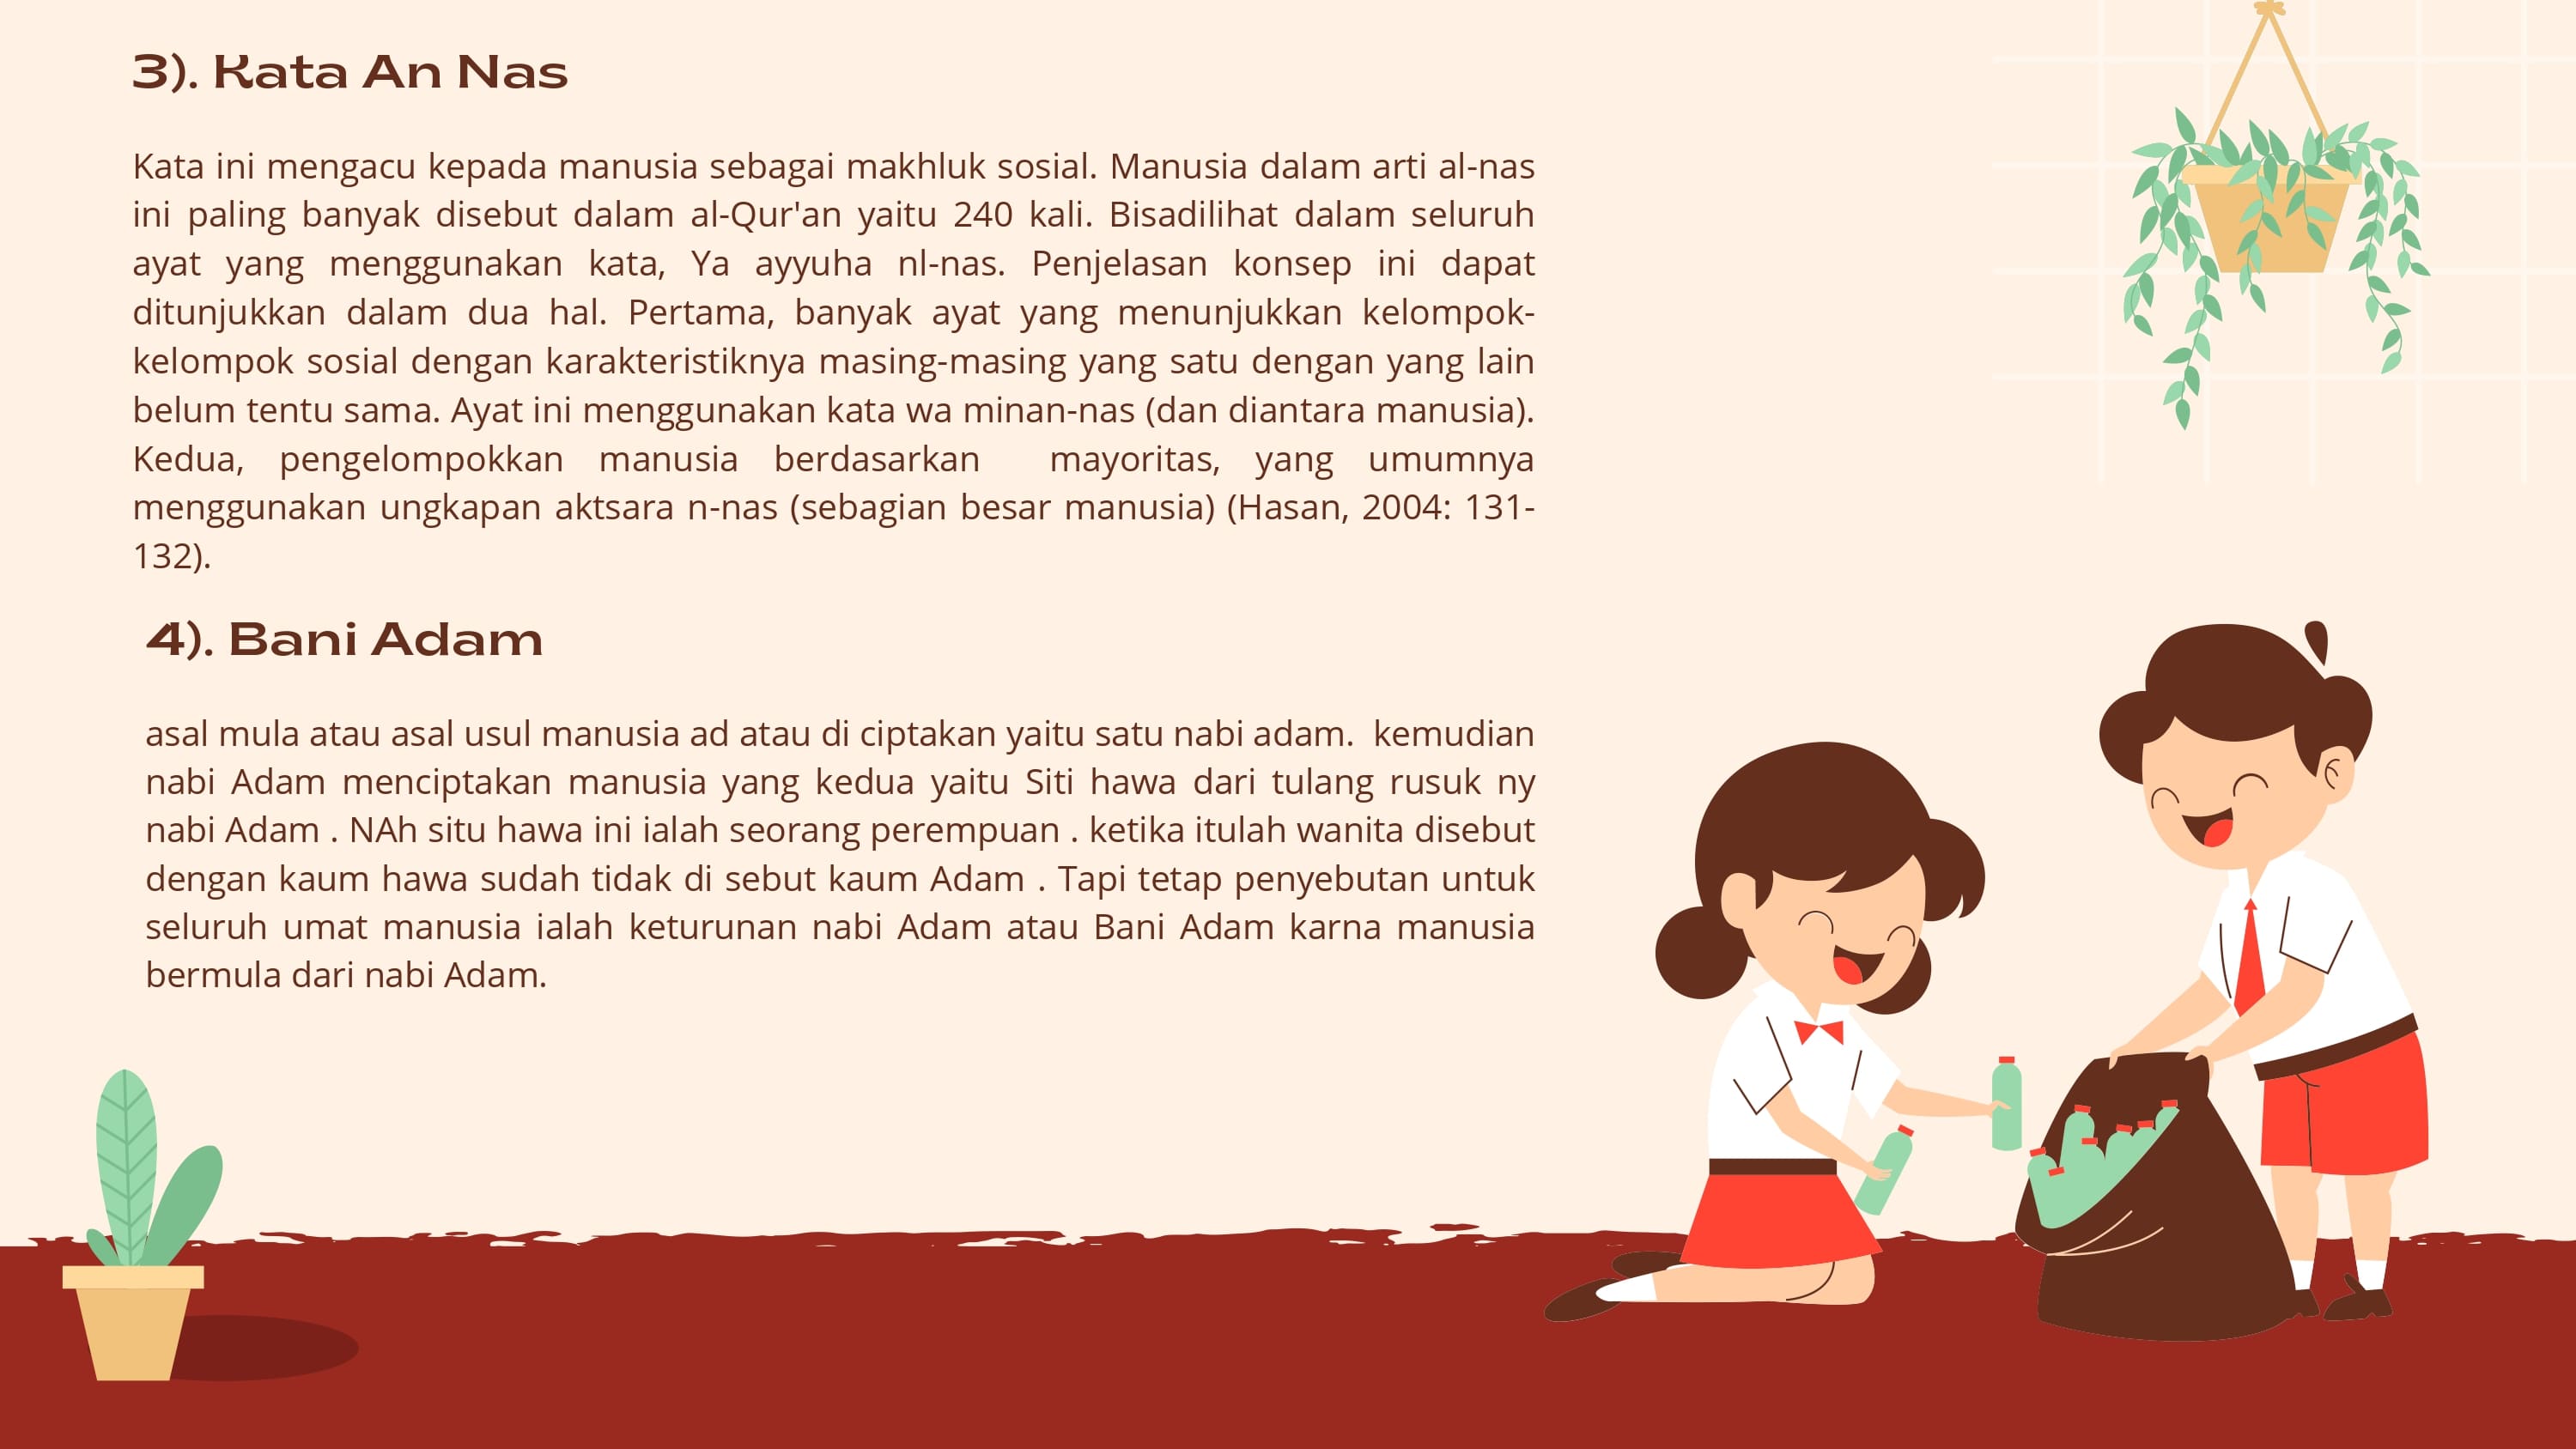 3). Kata An Nas
Kata ini mengacu kepada manusia sebagai makhluk sosial. Manusia dalam arti al-nas
ini paling banyak disebut dalam al-Qur'an yaitu 240 kali. Bisadilihat dalam seluruh
ayat yang menggunakan kata, Ya ayyuha nl-nas. Penjelasan konsep ini dapat
ditunjukkan dalam dua hal. Pertama, banyak ayat yang menunjukkan kelompok-
kelompok sosial dengan karakteristiknya masing-masing yang satu dengan yang lain
belum tentu sama. Ayat ini menggunakan kata wa minan-nas (dan diantara manusia).
Kedua, pengelompokkan manusia berdasarkan  mayoritas, yang umumnya
menggunakan ungkapan aktsara n-nas (sebagian besar manusia) (Hasan, 2004: 131-
132).
4). Bani Adam
asal mula atau asal usul manusia ad atau di ciptakan yaitu satu nabi adam.  kemudian
nabi Adam menciptakan manusia yang kedua yaitu Siti hawa dari tulang rusuk ny
nabi Adam . NAh situ hawa ini ialah seorang perempuan . ketika itulah wanita disebut
dengan kaum hawa sudah tidak di sebut kaum Adam . Tapi tetap penyebutan untuk
seluruh umat manusia ialah keturunan nabi Adam atau Bani Adam karna manusia
bermula dari nabi Adam.